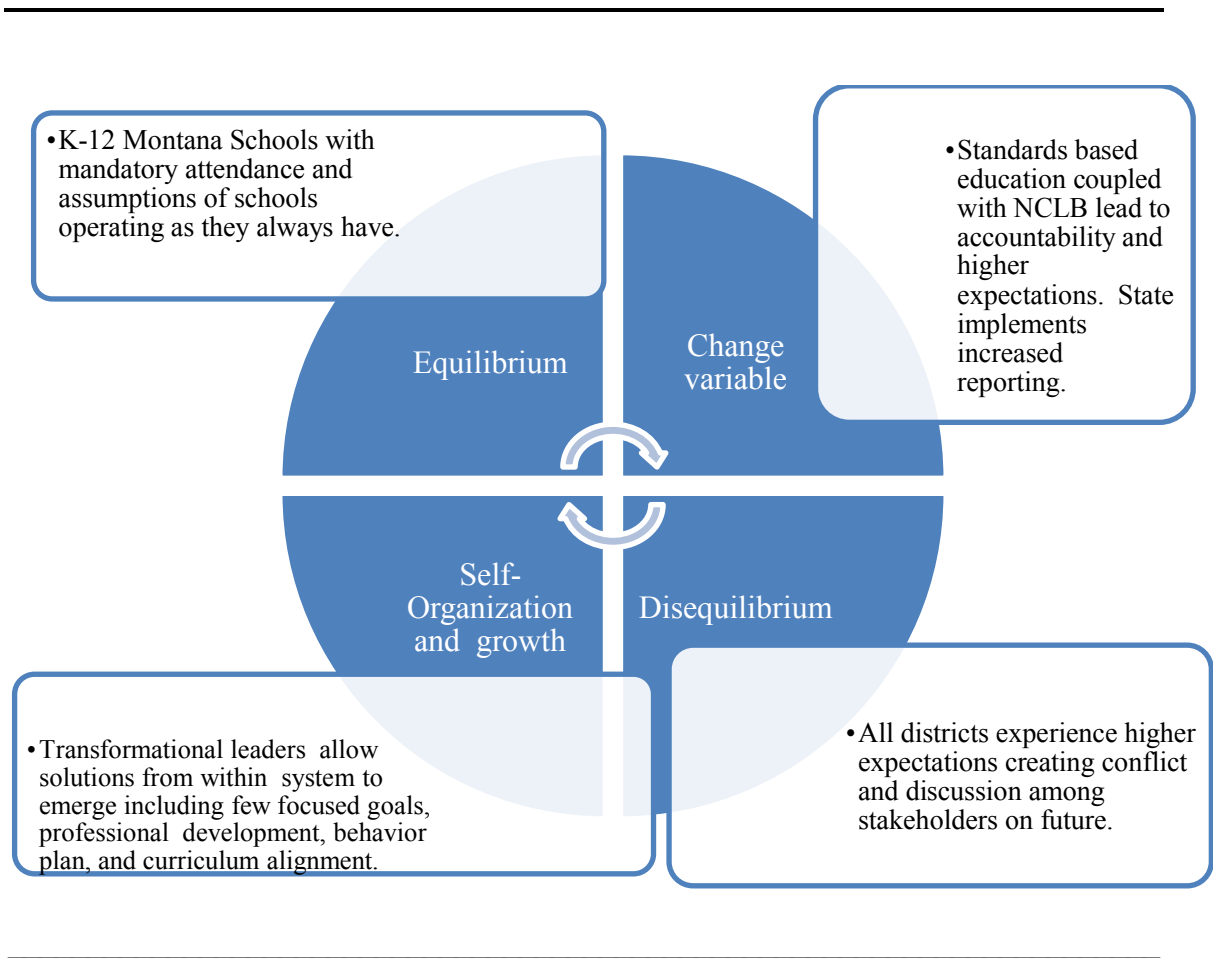 •K-12 Montana Schools with
mandatory attendance and
assumptions of schools
operating as they always have.
•Standards based
education coupled
with NCLB lead to
accountability and
higher
expectations.  State
implements
increased
reporting.
Equilibrium
Change
variable
Self-
Organization
and  growth
Disequilibrium
•Transformational leaders  allow
solutions from within  system to
emerge including few focused goals,
professional  development, behavior
plan, and curriculum alignment.
•All districts experience higher
expectations creating conflict
and discussion among
stakeholders on future.